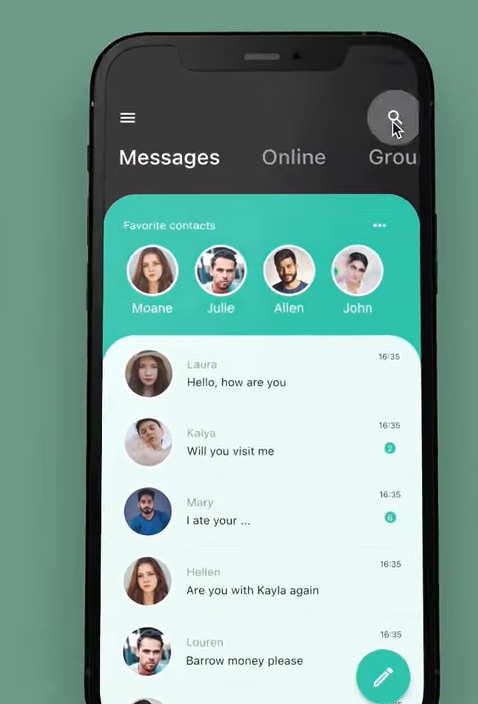 Messages Online Grou
Favorite contacts
Moane Julie Allen John
Laura 16:35
Hello, how are you
Kalya 16:35
Will you visit me 2
Mary 16:35
I ate your ... 6
Hellen 16:35
Are you with Kayla again
Louren 16:35
Barrow money please